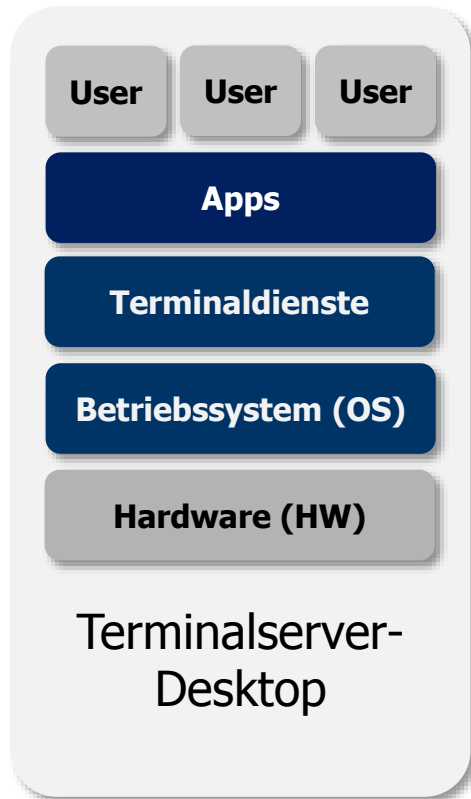 User User User
Apps
Terminaldienste
Betriebssystem (OS)
Hardware (HW)
Terminalserver-
Desktop